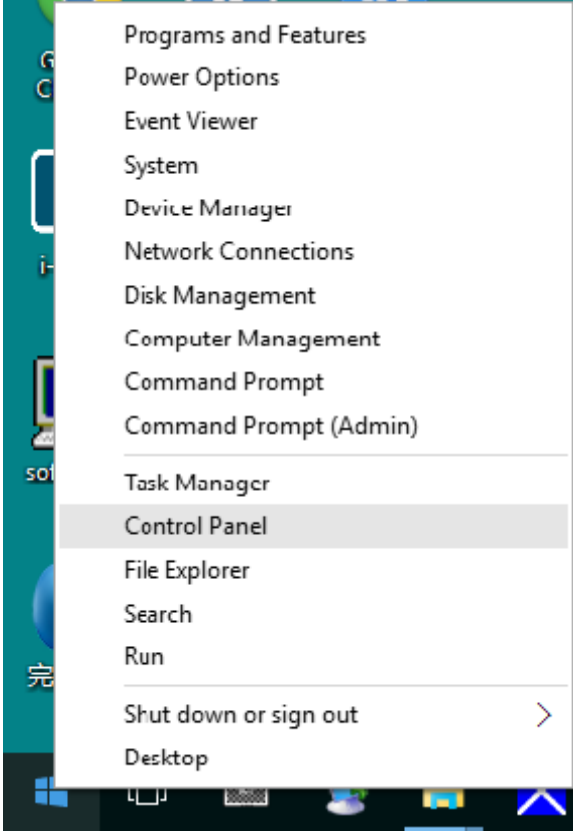 Programs and Features
Power Options
Event Viewer
System
Device Manager
Network Connections
Disk Management
Computer Management
Command Prompt
Command Prompt (Admin)
Task Manager
Control Panel
File Explorer
Search
Run
Shut down or sign out
Desktop